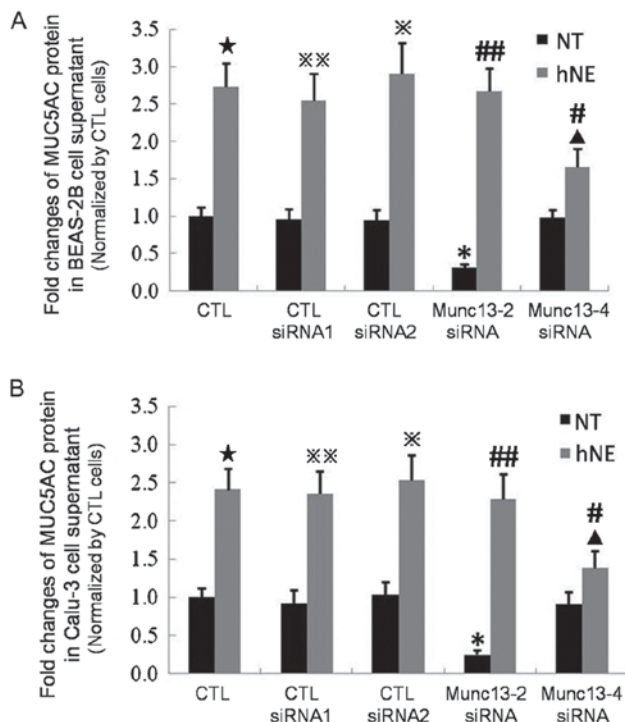 A
Fold changes of MUC5AC protein
in BEAS-2B cell supernatant
(Normalized by CTL cells)
3.5
3.0
2.5
2.0
1.5
1.0
0.5
0.0
★
※※
※
##
#
▲
*
NT
hNE
CTL
CTL
siRNA1
CTL
siRNA2
Munc13-2
siRNA
Munc13-4
siRNA
B
Fold changes of MUC5AC protein
in Calu-3 cell supernatant
(Normalized by CTL cells)
3.5
3.0
2.5
2.0
1.5
1.0
0.5
0.0
★
※※
※
##
#
▲
*
NT
hNE
CTL
CTL
siRNA1
CTL
siRNA2
Munc13-2
siRNA
Munc13-4
siRNA